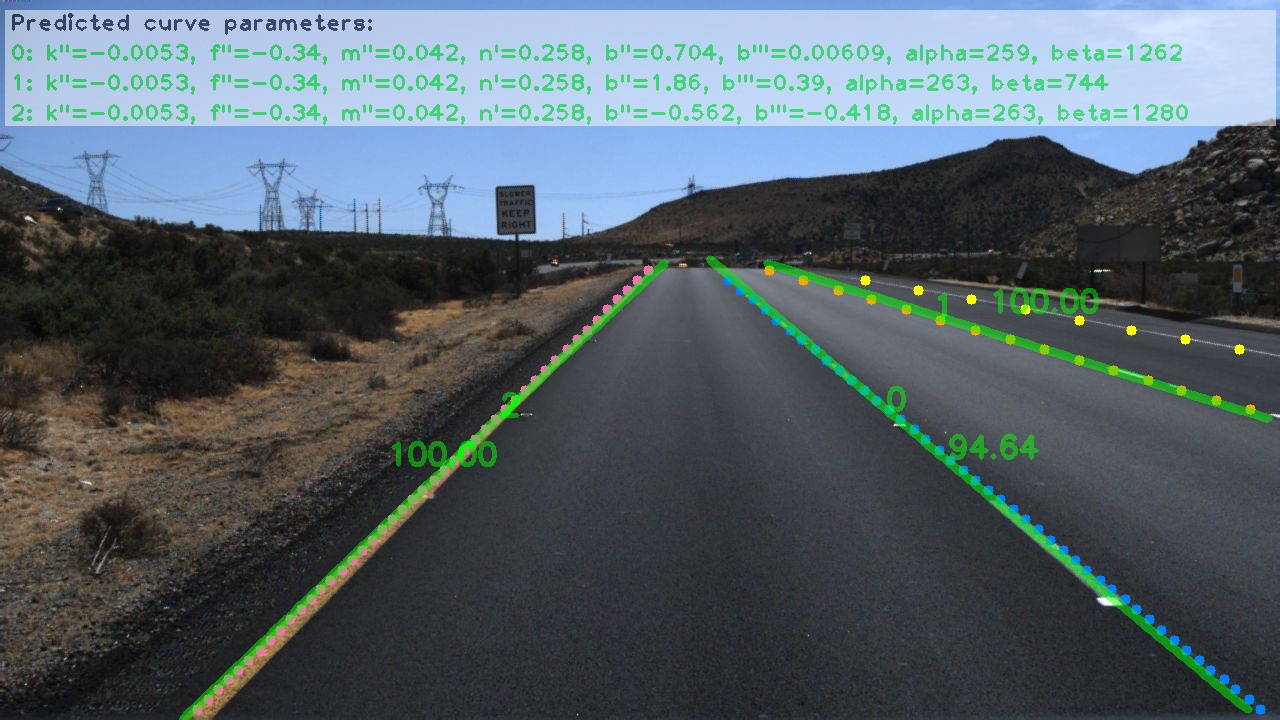 Predicted curve parameters:
0: k''=-0.0053, f''=-0.34, m''=0.042, n'=0.258, b''=0.704, b'''=0.00609, alpha=259, beta=1262
1: k''=-0.0053, f''=-0.34, m''=0.042, n'=0.258, b''=1.86, b'''=0.39, alpha=263, beta=744
2: k''=-0.0053, f''=-0.34, m''=0.042, n'=0.258, b''=-0.562, b'''=-0.418, alpha=263, beta=1280
SLOWER
TRAFFIC
KEEP
RIGHT
1 100.00
2
0
100.00
94.64